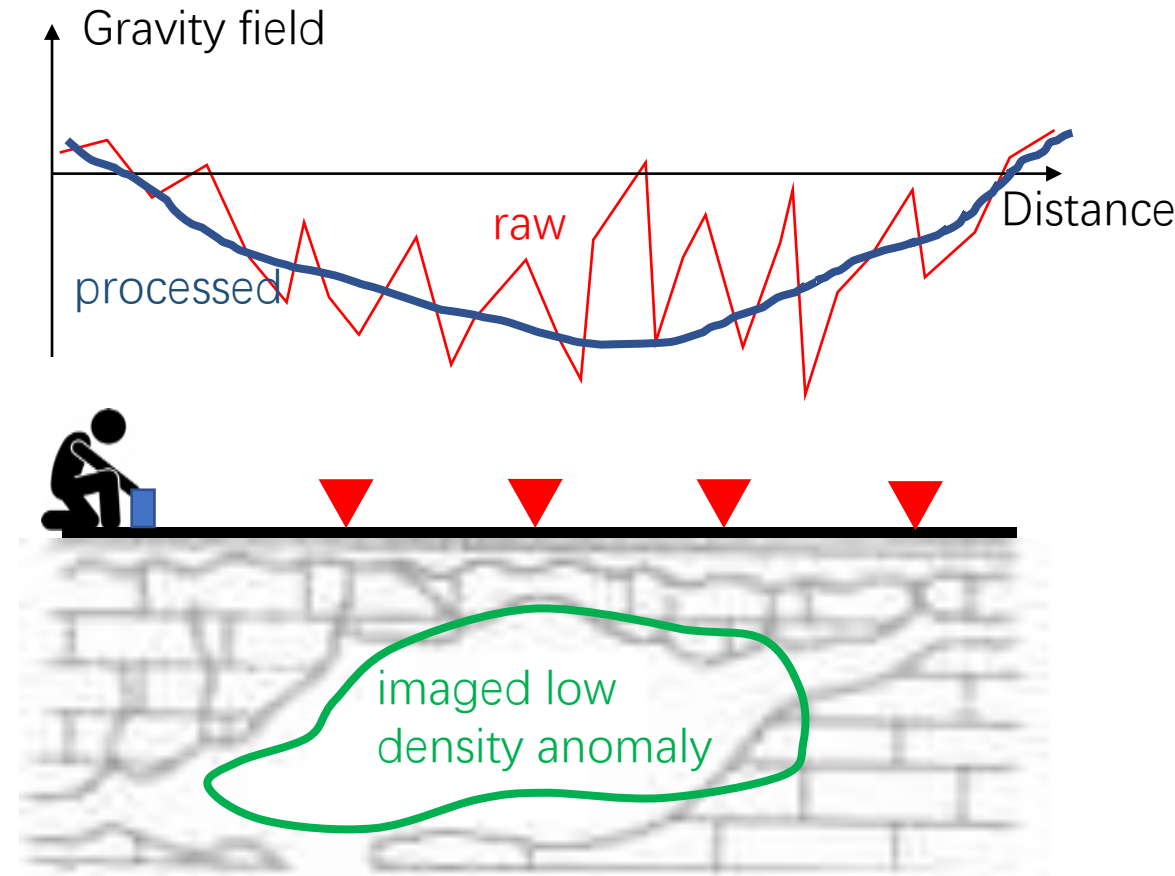 Gravity field
raw
Distance
processed
imaged low
density anomaly